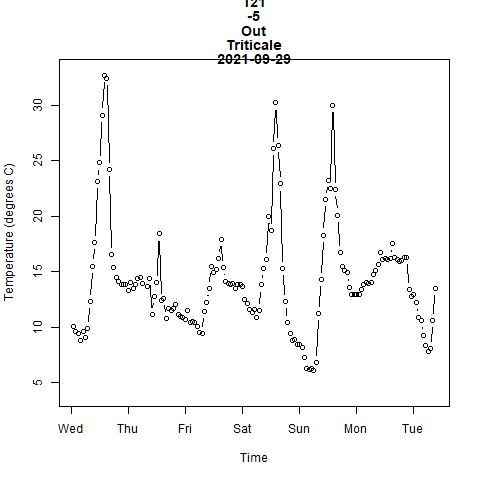 121
-5
Out
Triticale
2021-09-29
Temperature (degrees C)
30
25
20
15
10
5
Wed Thu Fri Sat Sun Mon Tue
Time